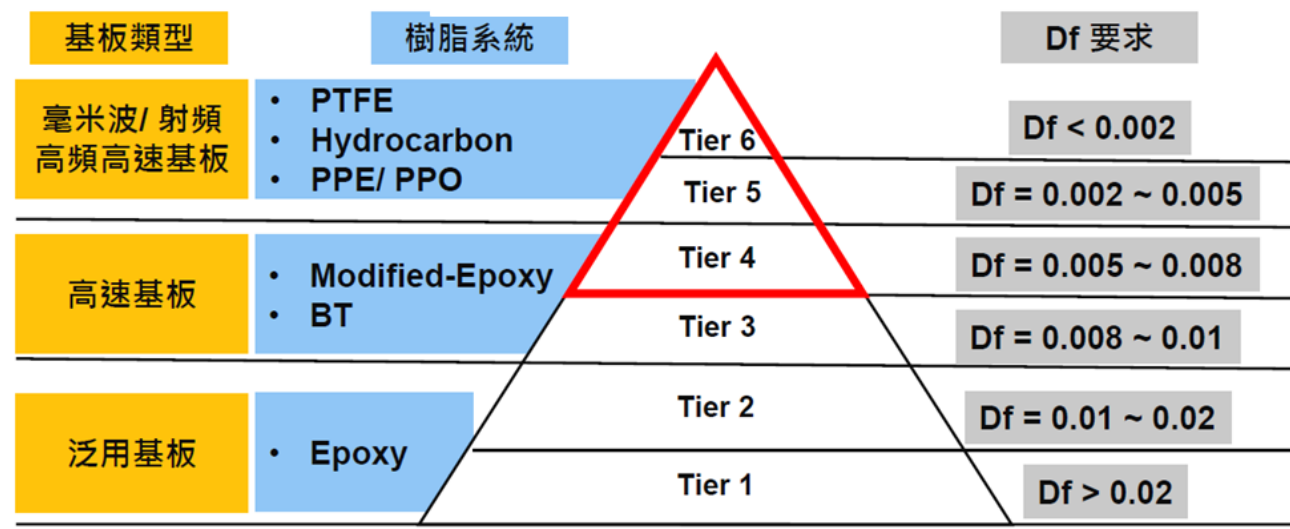 基板類型
樹脂系統
Df 要求
毫米波/ 射頻
高頻高速基板
• PTFE
• Hydrocarbon
• PPE/ PPO
Tier 6
Df < 0.002
Tier 5
Df = 0.002 ~ 0.005
高速基板
• Modified-Epoxy
• BT
Tier 4
Df = 0.005 ~ 0.008
Tier 3
Df = 0.008 ~ 0.01
泛用基板
• Epoxy
Tier 2
Df = 0.01 ~ 0.02
Tier 1
Df > 0.02